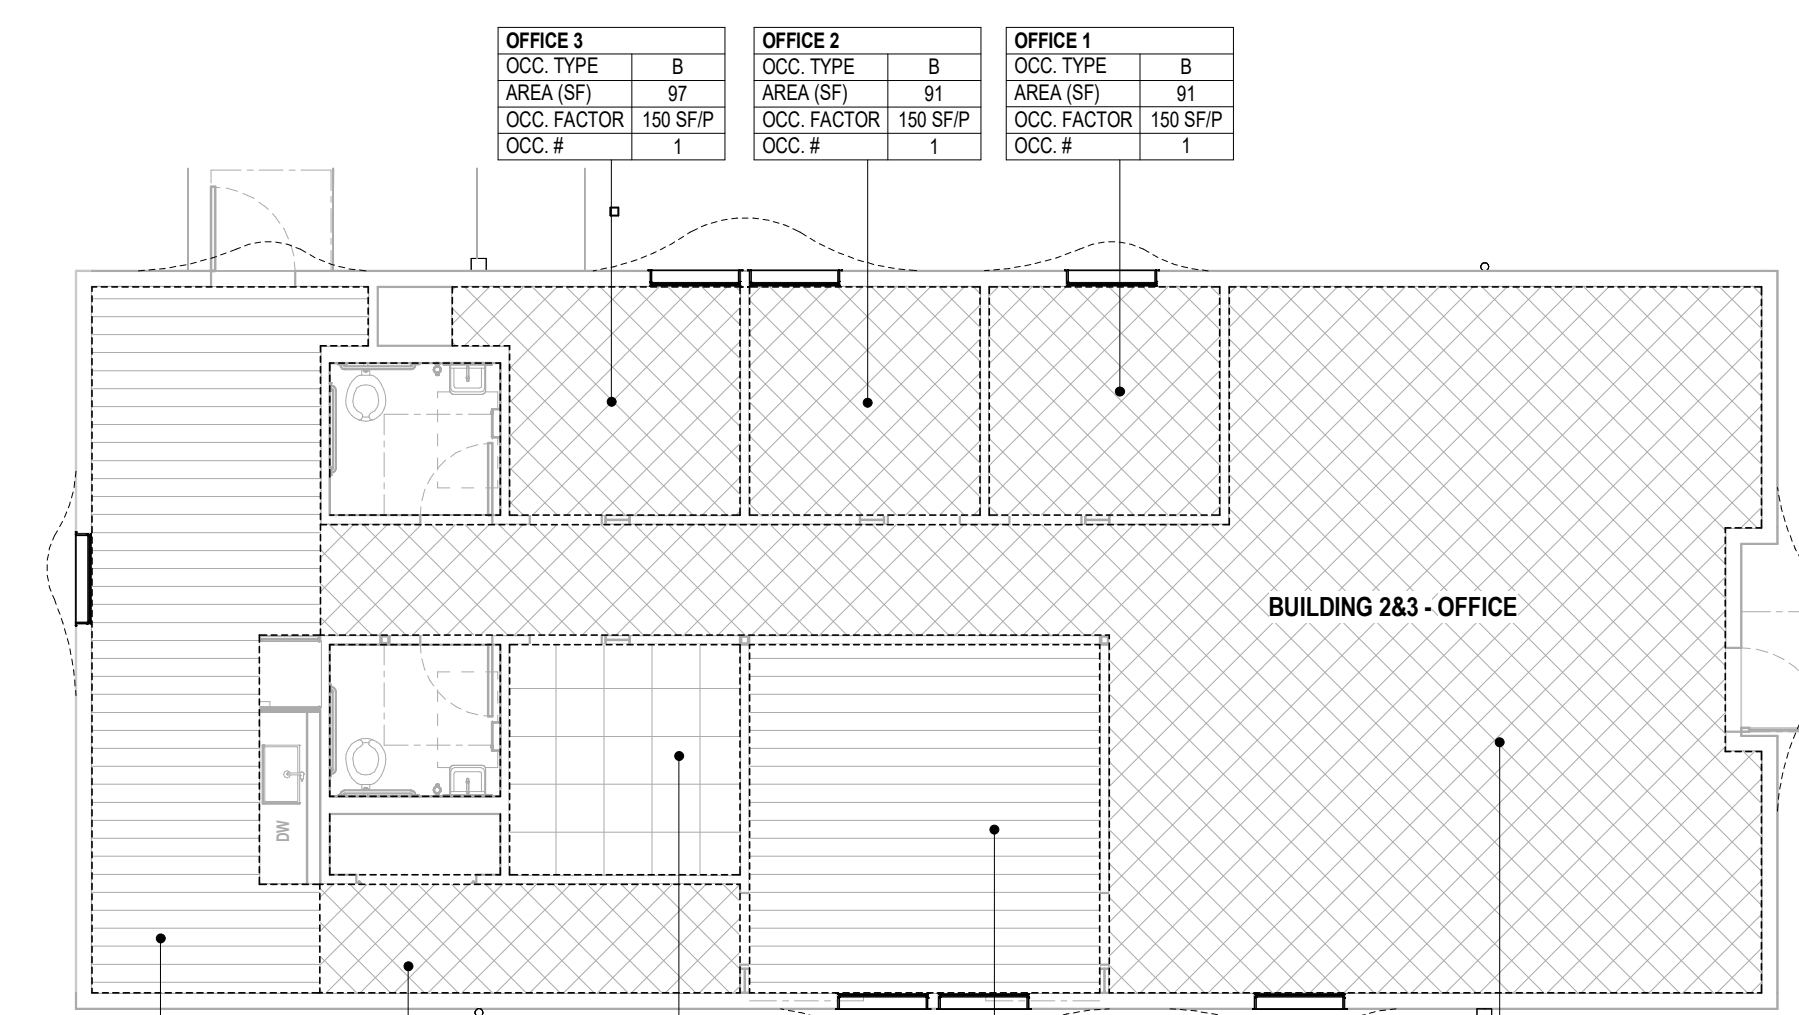 OFFICE 3
OCC. TYPE B
AREA (SF) 97
OCC. FACTOR 150 SF/P
OCC. # 1
OFFICE 2
OCC. TYPE B
AREA (SF) 91
OCC. FACTOR 150 SF/P
OCC. # 1
OFFICE 1
OCC. TYPE B
AREA (SF) 91
OCC. FACTOR 150 SF/P
OCC. # 1
BUILDING 2&3 - OFFICE
DW